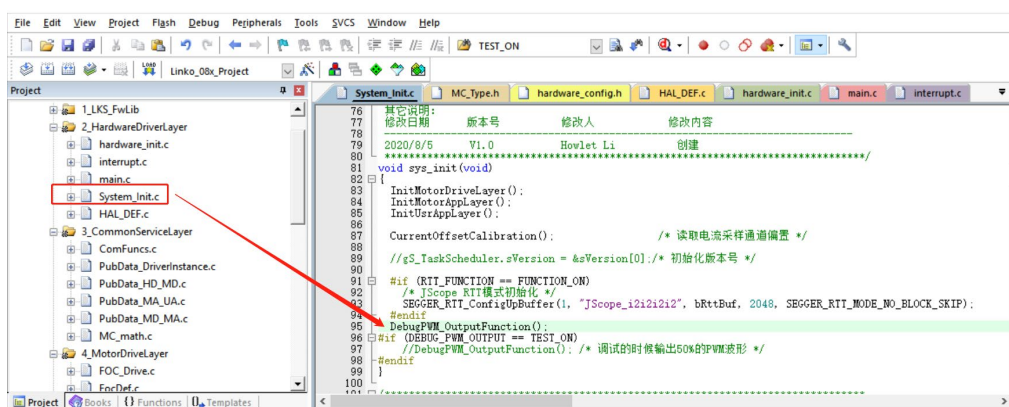 File Edit View Project Flash Debug Peripherals Tools SVCS Window Help
TEST_ON
LOAD Linko_08x_Project
Project
1_LKS_FwLib
2_HardwareDriverLayer
hardware_init.c
interrupt.c
main.c
System_Init.c
HAL_DEF.c
3_CommonServiceLayer
ComFuncs.c
PubData_DriverInstance.c
PubData_HD_MD.c
PubData_MA_UA.c
PubData_MD_MA.c
MC_math.c
4_MotorDriveLayer
FOC_Drive.c
FocDef.c
Project Books {} Functions Templates
System_Init.c MC_Type.h hardware_config.h HAL_DEF.c hardware_init.c main.c interrupt.c
76 其它说明：
77 修改日期 版本号 修改人 修改内容
78 -----------------------------------------------------------------------------
79 2020/8/5 V1.0 Howlet Li 创建
80 *****************************************************************************/
81 void sys_init(void)
82 {
83 InitMotorDriveLayer();
84 InitMotorAppLayer();
85 InitUsrAppLayer();
86
87 CurrentOffsetCalibration(); /* 读取电流采样通道偏置 */
88
89 //gS_TaskScheduler.sVersion = &sVersion[0];/* 初始化版本号 */
90
91 #if (RTT_FUNCTION == FUNCTION_ON)
92 /* JScope RTT模式初始化 */
93 SEGGER_RTT_ConfigUpBuffer(1, "JScope_i2i2i2i2", bRttBuf, 2048, SEGGER_RTT_MODE_NO_BLOCK_SKIP);
94 #endif
95 DebugPWM_OutputFunction();
96 #if (DEBUG_PWM_OUTPUT == TEST_ON)
97 //DebugPWM_OutputFunction(); /* 调试的时候输出50%的PWM波形 */
98 #endif
99 }
100
101 /*****************************************************************************